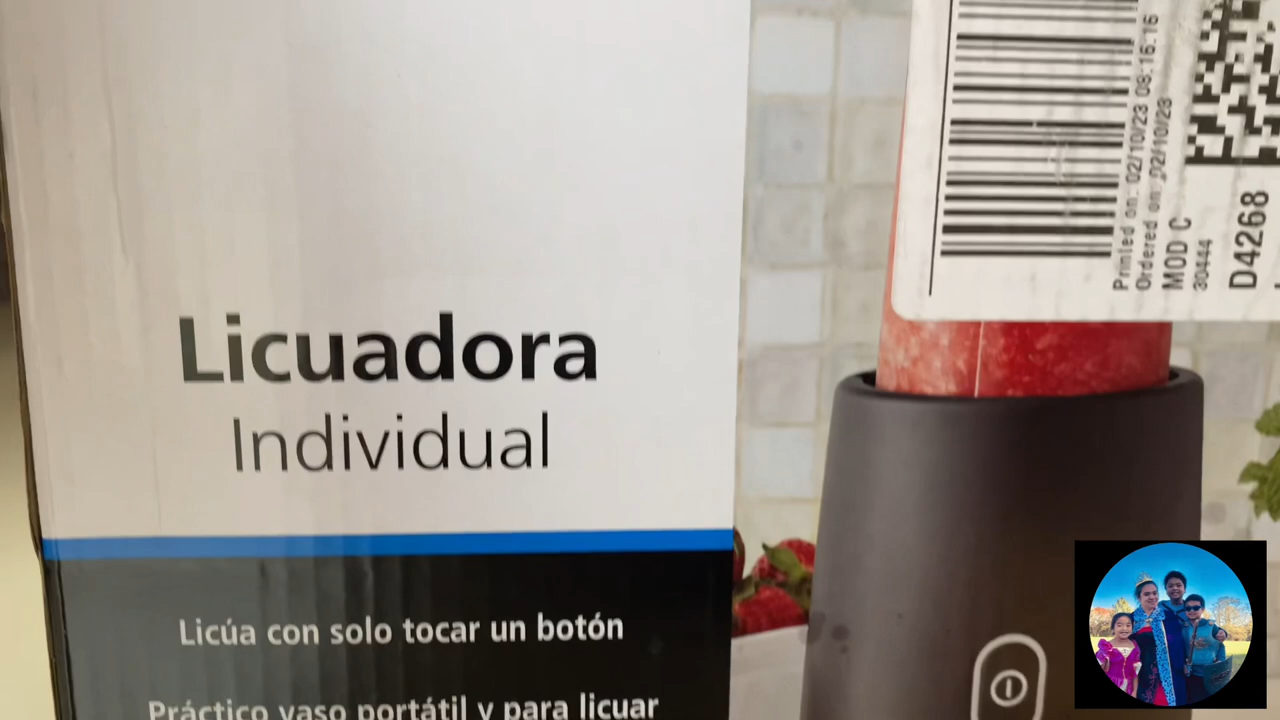 Licuadora
Individual
Licúa con solo tocar un botón
Práctico vaso portátil y para licuar
Printed on: 02/10/23 08:16:16
Ordered on: 02/10/23
MOD C
30444
D4268